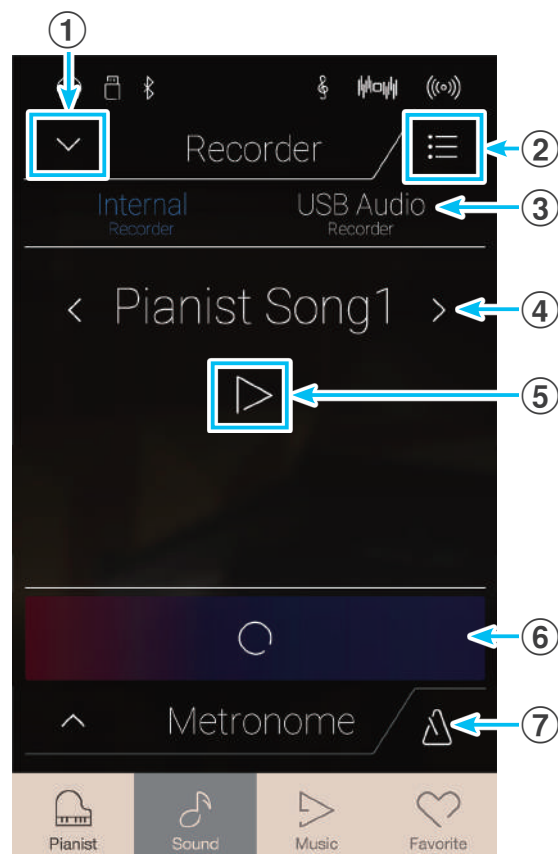 1
Recorder
2
Internal
Recorder
USB Audio
Recorder
3
Pianist Song1
4
5
6
Metronome
7
Pianist
Sound
Music
Favorite